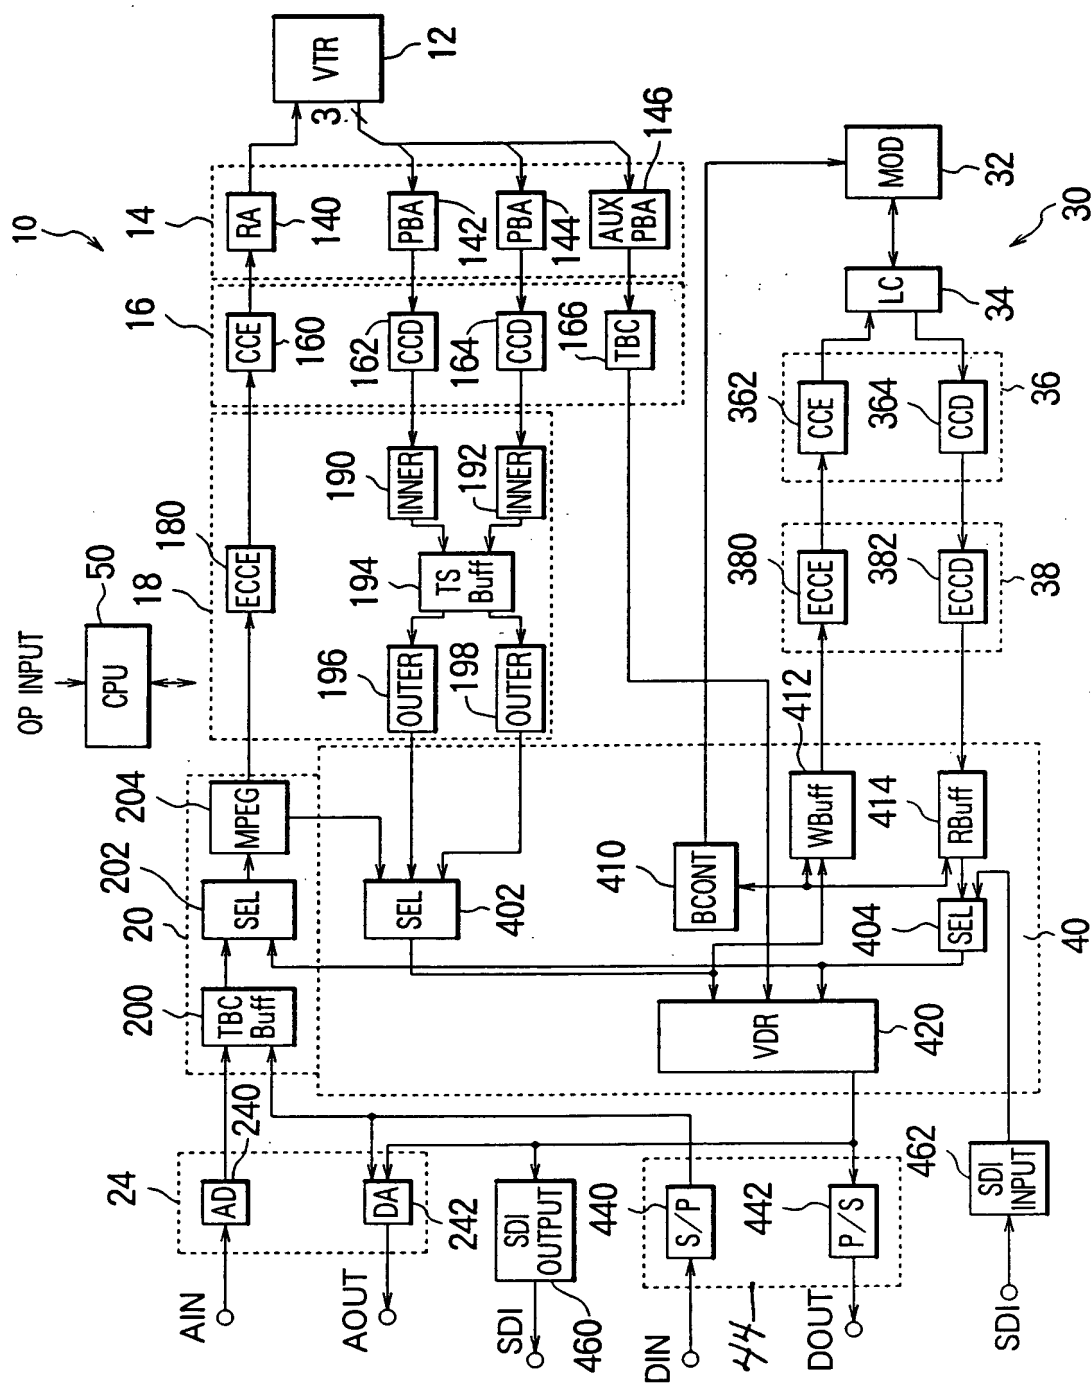 10
VTR
12
3
14
RA
140
PBA
142
PBA
144
AUX
PBA
146
16
CCE
160
162
CCD
164
CCD
166
TBC
18
180
ECCE
190
INNER
192
INNER
194
TS
Buff
196
OUTER
198
OUTER
OP INPUT
CPU
50
20
200
TBC
Buff
202
SEL
204
MPEG
SEL
402
410
BCONT
WBuff
412
RBuff
414
404
SEL
40
VDR
420
30
MOD
32
LC
34
36
362
CCE
364
CCD
38
380
ECCE
382
ECCD
24
AD
240
DA
242
AIN
AOUT
SDI
OUTPUT
460
SDI
440
S/P
442
P/S
44
DIN
DOUT
462
SDI
INPUT
SDI